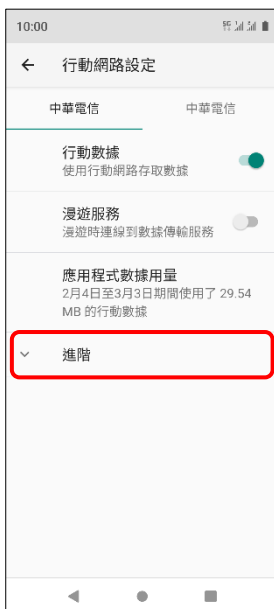 10:00
行動網路設定
中華電信 中華電信
行動數據
使用行動網路存取數據
漫遊服務
漫遊時連線到數據傳輸服務
應用程式數據用量
2月4日至3月3日期間使用了 29.54
MB 的行動數據
進階